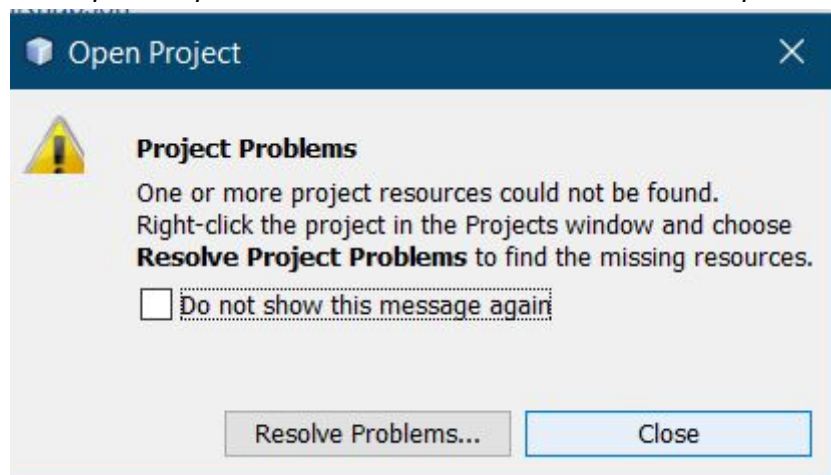 Open Project
Project Problems
One or more project resources could not be found.
Right-click the project in the Projects window and choose
Resolve Project Problems to find the missing resources.
Do not show this message again
Resolve Problems...
Close